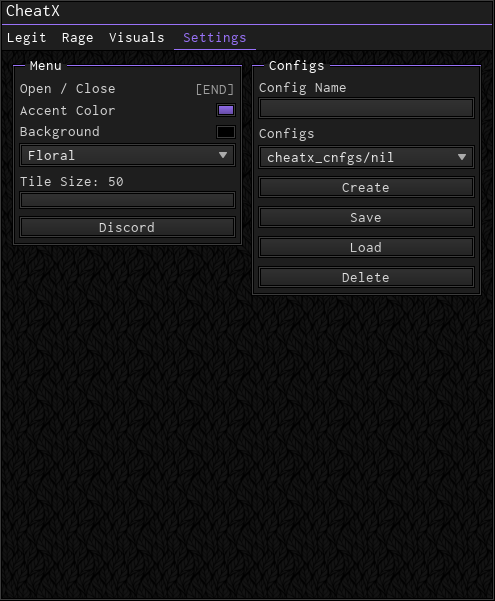 CheatX
Legit Rage Visuals Settings
Menu
Open / Close [END]
Accent Color
Background
Floral
Tile Size: 50
Discord
Configs
Config Name
Configs
cheatx_cnfgs/nil
Create
Save
Load
Delete